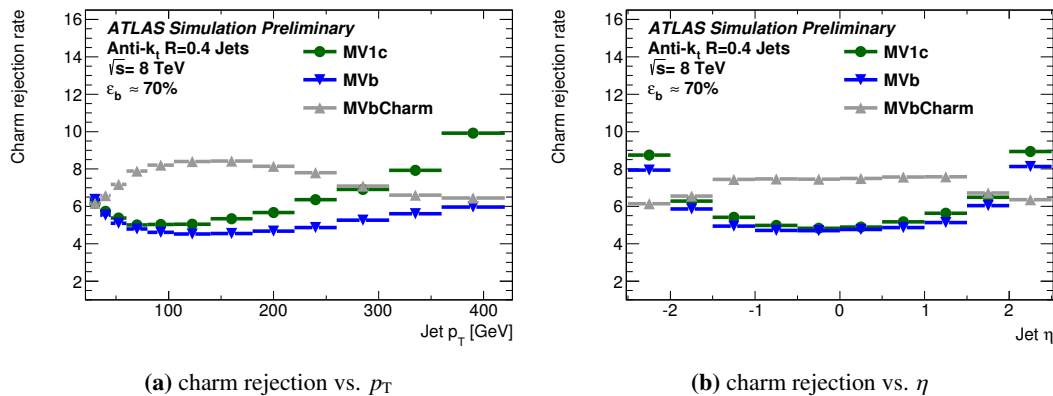 Charm rejection rate
16
14
12
10
8
6
4
2
ATLAS Simulation Preliminary
Anti-kt R=0.4 Jets
√s= 8 TeV
εb ≈ 70%
MV1c
MVb
MVbCharm
0 100 200 300 400
Jet pT [GeV]
(a) charm rejection vs. pT
Charm rejection rate
16
14
12
10
8
6
4
2
ATLAS Simulation Preliminary
Anti-kt R=0.4 Jets
√s= 8 TeV
εb ≈ 70%
MV1c
MVb
MVbCharm
-2 -1 0 1 2
Jet η
(b) charm rejection vs. η